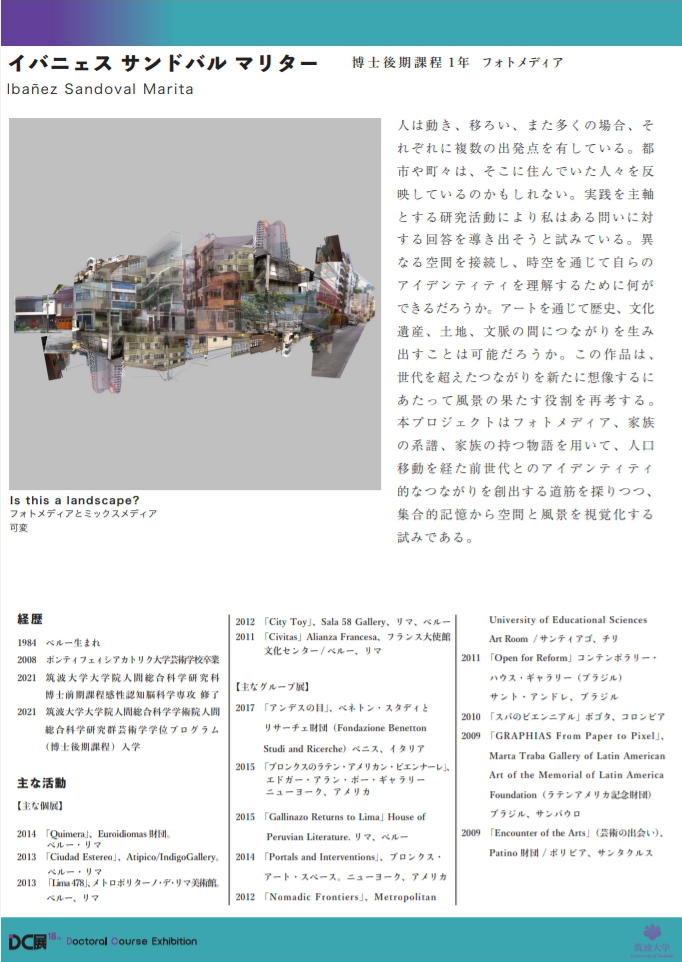 イバニェス サンドバル マリター
博士後期課程 1年 フォトメディア
Ibañez Sandoval Marita
人は動き、移ろい、また多くの場合、そ
れぞれに複数の出発点を有している。都
市や町々は、そこに住んでいた人々を反
映しているのかもしれない。実践を主軸
とする研究活動により私はある問いに対
する回答を導き出そうと試みている。異
なる空間を接続し、時空を通じて自らの
アイデンティティを理解するために何が
できるだろうか。アートを通じて歴史、文化
遺産、土地、文脈の間につながりを生み
出すことは可能だろうか。この作品は、
世代を超えたつながりを新たに想像するに
あたって風景の果たす役割を再考する。
本プロジェクトはフォトメディア、家族
の系譜、家族の持つ物語を用いて、人口
移動を経た前世代とのアイデンティティ
的なつながりを創出する道筋を探りつつ、
集合的記憶から空間と風景を視覚化する
試みである。
Is this a landscape?
フォトメディアとミックスメディア
可変
経歴
1984 ペルー生まれ
2008 ポンティフェィシアカトリク大学芸術学校卒業
2021 筑波大学大学院人間総合科学研究科
博士前期課程感性認知脳科学専攻 修了
2021 筑波大学大学院人間総合科学学術院人間
総合科学研究群芸術学学位プログラム
（博士後期課程）入学
主な活動
【主な個展】
2014 「Quimera」、Euroidiomas 財団。
ペルー・リマ
2013 「Ciudad Estereo」、Atipico/IndigoGallery。
ペルー・リマ
2013 「Lima 478」、メトロポリターノ・デ・リマ美術館。
ペルー、リマ
2012 「City Toy」、Sala 58 Gallery、リマ、ペルー
2011 「Civitas」Alianza Francesa、フランス大使館
文化センター / ペルー、リマ
【主なグループ展】
2017 「アンデスの目」、ベネトン・スタディと
リサーチェ財団（Fondazione Benetton
Studi and Ricerche）ベニス、イタリア
2015 「ブロンクスのラテン・アメリカン・ビエンナーレ」、
エドガー・アラン・ポー・ギャラリー
ニューヨーク、アメリカ
2015 「Gallinazo Returns to Lima」House of
Peruvian Literature. リマ、ペルー
2014 「Portals and Interventions」、ブロンクス・
アート・スペース。ニューヨーク、アメリカ
2012 「Nomadic Frontiers」、Metropolitan
University of Educational Sciences
Art Room / サンティアゴ、チリ
2011 「Open for Reform」コンテンポラリー・
ハウス・ギャラリー（ブラジル）
サント・アンドレ、ブラジル
2010 「スパのビエンニアル」ボゴタ、コロンビア
2009 「GRAPHIAS From Paper to Pixel」、
Marta Traba Gallery of Latin American
Art of the Memorial of Latin America
Foundation（ラテンアメリカ記念財団）
ブラジル、サンパウロ
2009 「Encounter of the Arts」（芸術の出会い）、
Patino 財団 / ボリビア、サンタクルス
DC展 18th Doctoral Course Exhibition
筑波大学